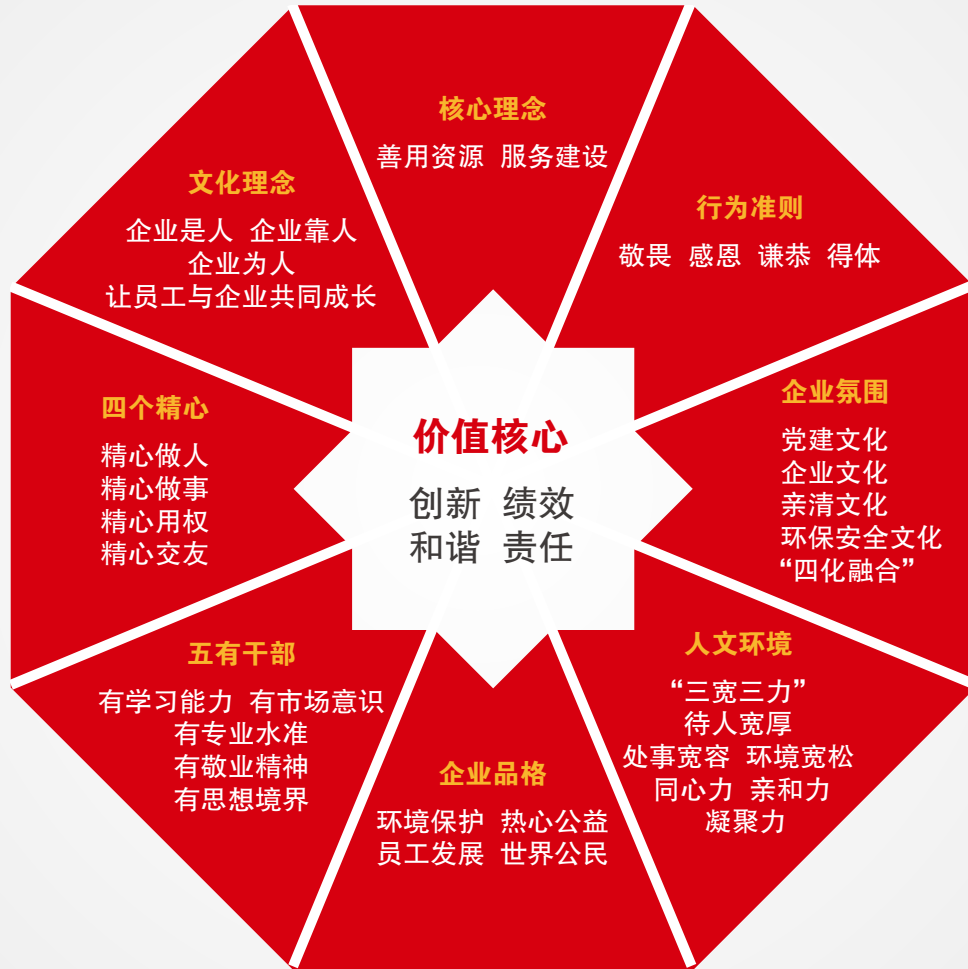 核心理念
善用资源 服务建设
行为准则
敬畏 感恩 谦恭 得体
企业氛围
党建文化
企业文化
亲清文化
环保安全文化
“四化融合”
人文环境
“三宽三力”
待人宽厚
处事宽容 环境宽松
同心力 亲和力
凝聚力
企业品格
环境保护 热心公益
员工发展 世界公民
五有干部
有学习能力 有市场意识
有专业水准
有敬业精神
有思想境界
四个精心
精心做人
精心做事
精心用权
精心交友
文化理念
企业是人 企业靠人
企业为人
让员工与企业共同成长
价值核心
创新 绩效
和谐 责任